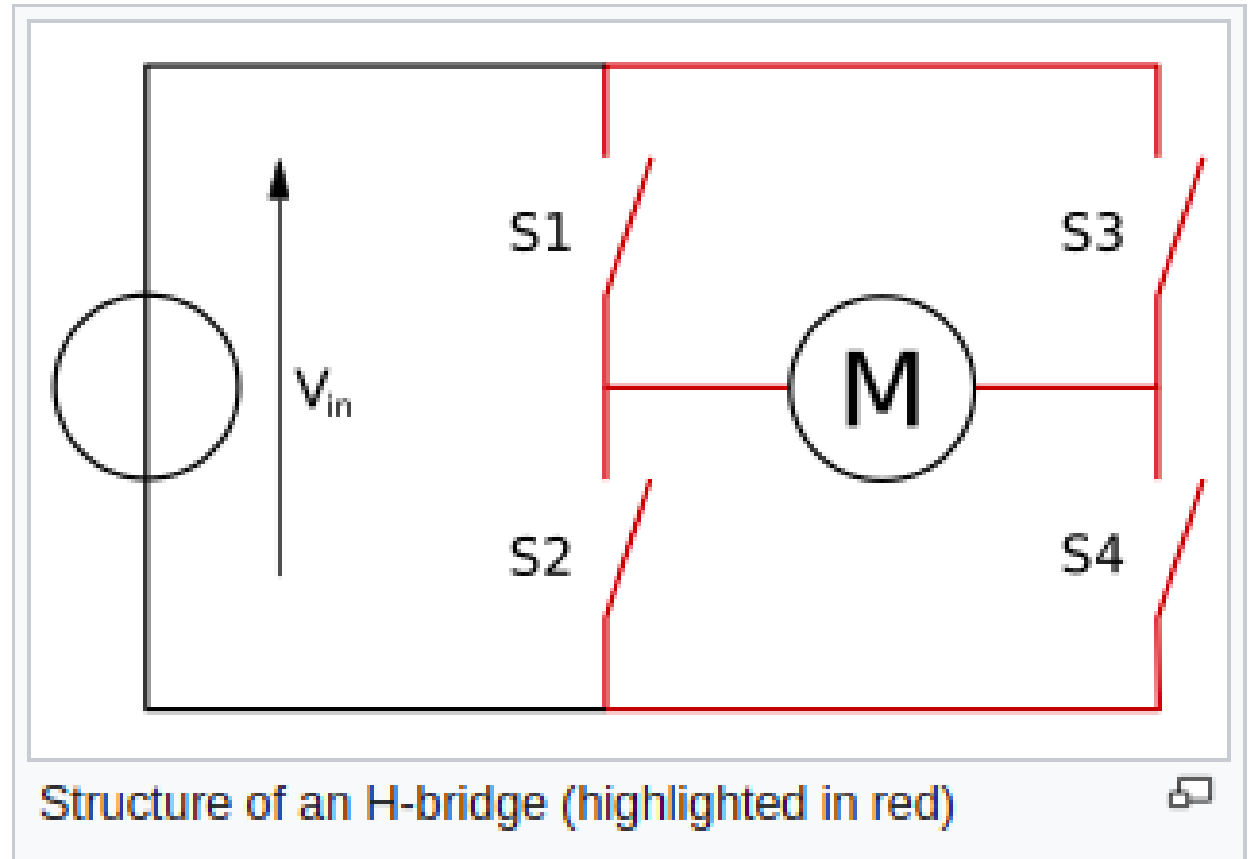 S1
S3
Vin
M
S2
S4
Structure of an H-bridge (highlighted in red)